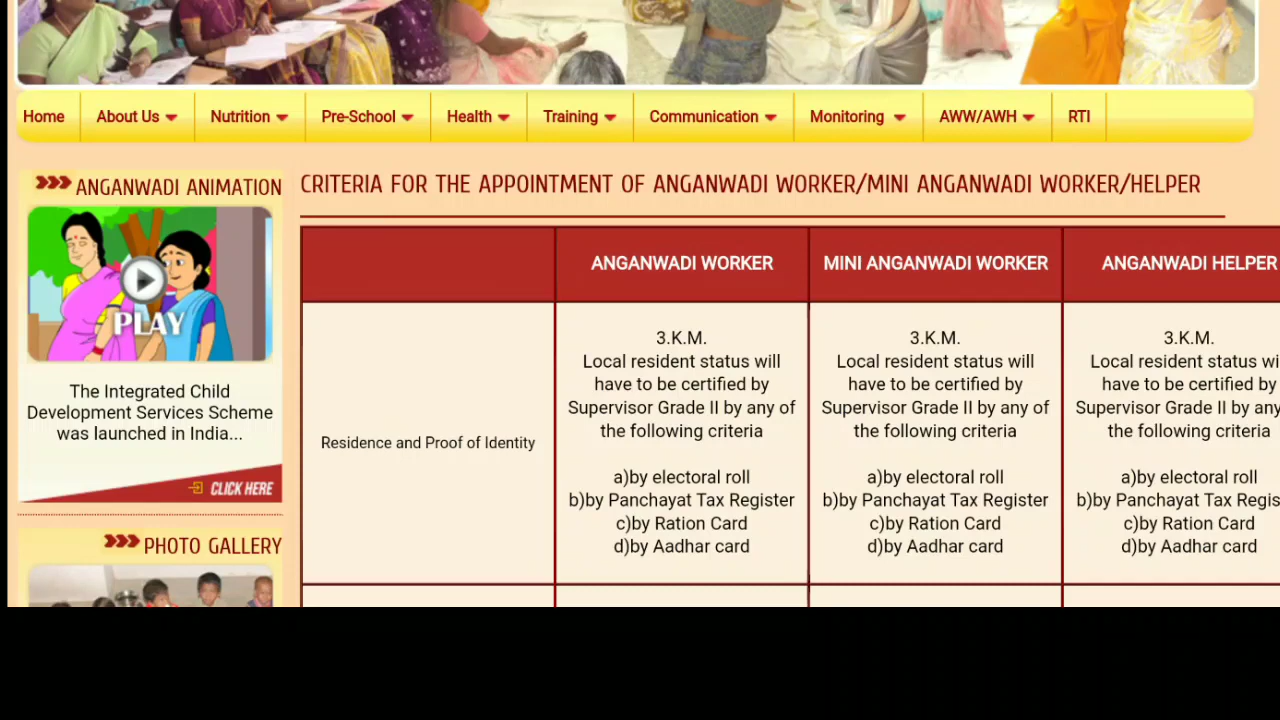 Home
About Us
Nutrition
Pre-School
Health
Training
Communication
Monitoring
AWW/AWH
RTI
ANGANWADI ANIMATION
PLAY
The Integrated Child
Development Services Scheme
was launched in India...
CLICK HERE
PHOTO GALLERY
CRITERIA FOR THE APPOINTMENT OF ANGANWADI WORKER/MINI ANGANWADI WORKER/HELPER
ANGANWADI WORKER
MINI ANGANWADI WORKER
ANGANWADI HELPER
Residence and Proof of Identity
3.K.M.
Local resident status will
have to be certified by
Supervisor Grade II by any of
the following criteria
a)by electoral roll
b)by Panchayat Tax Register
c)by Ration Card
d)by Aadhar card
3.K.M.
Local resident status will
have to be certified by
Supervisor Grade II by any of
the following criteria
a)by electoral roll
b)by Panchayat Tax Register
c)by Ration Card
d)by Aadhar card
3.K.M.
Local resident status wi
have to be certified by
Supervisor Grade II by any
the following criteria
a)by electoral roll
b)by Panchayat Tax Regis
c)by Ration Card
d)by Aadhar card